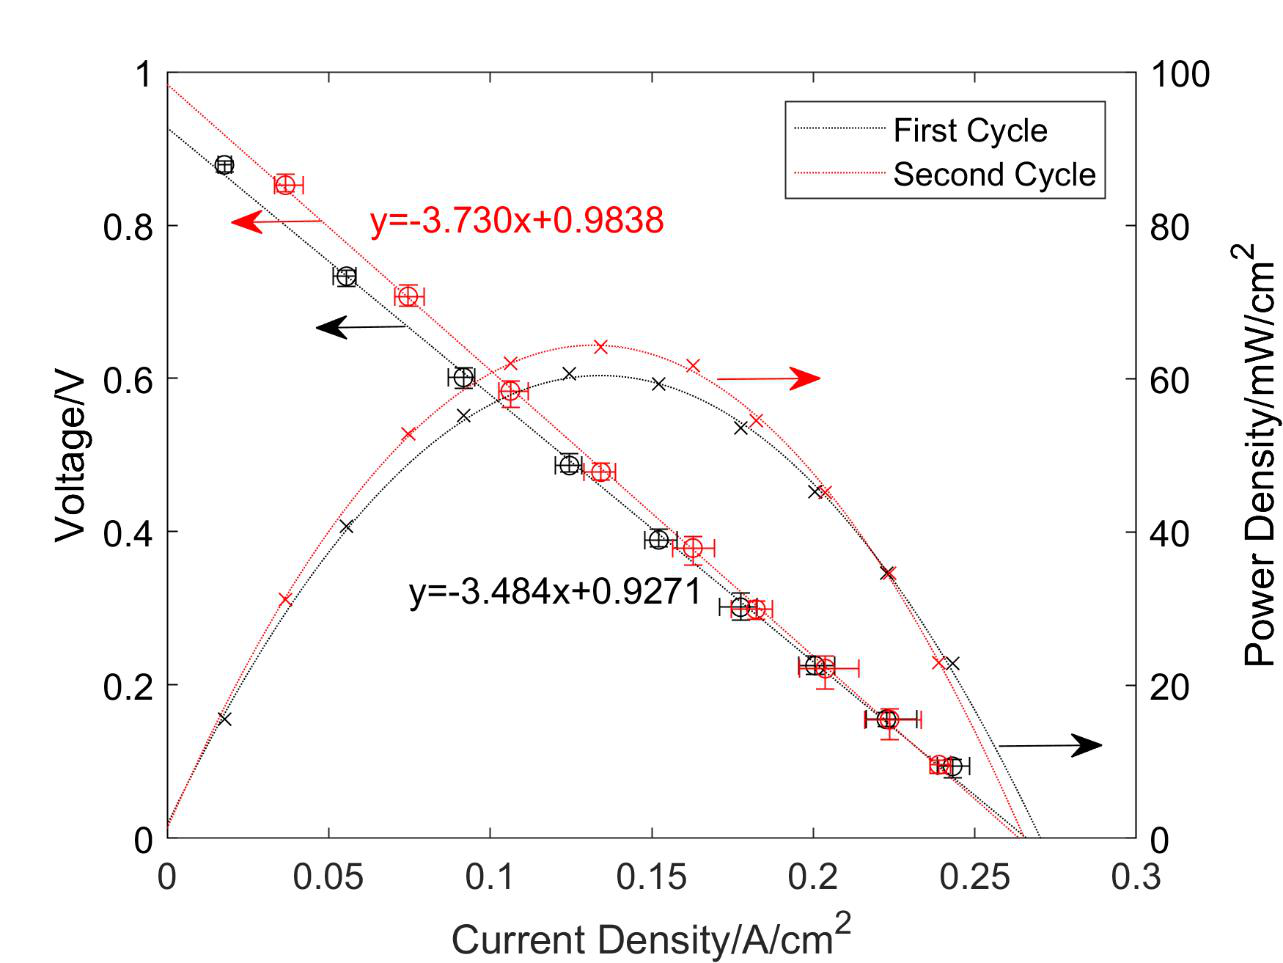 First Cycle
Second Cycle
y=-3.730x+0.9838
y=-3.484x+0.9271
Voltage/V
1
0.8
0.6
0.4
0.2
0
100
80
60
40
20
0
Power Density/mW/cm2
0 0.05 0.1 0.15 0.2 0.25 0.3
Current Density/A/cm2